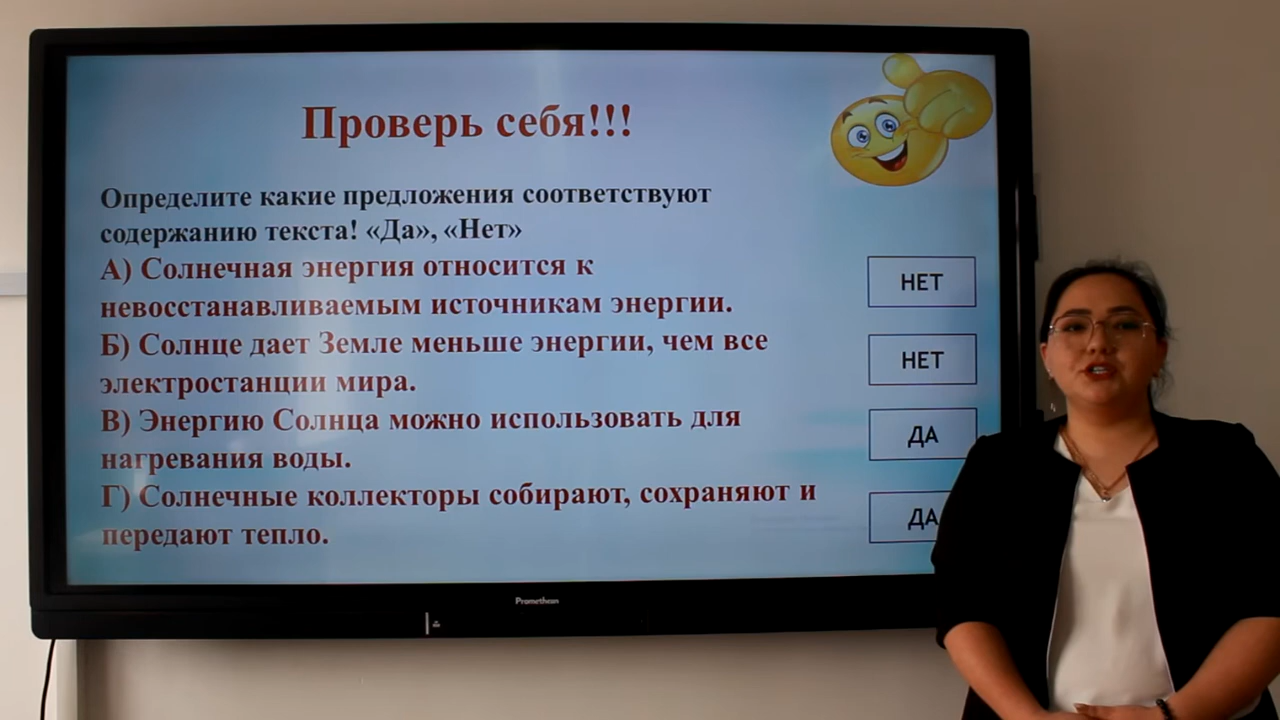 Проверь себя!!!
Определите какие предложения соответствуют
содержанию текста! «Да», «Нет»
А) Солнечная энергия относится к
невосстанавливаемым источникам энергии.
НЕТ
Б) Солнце дает Земле меньше энергии, чем все
электростанции мира.
НЕТ
В) Энергию Солнца можно использовать для
нагревания воды.
ДА
Г) Солнечные коллекторы собирают, сохраняют и
передают тепло.
ДА
Promethean